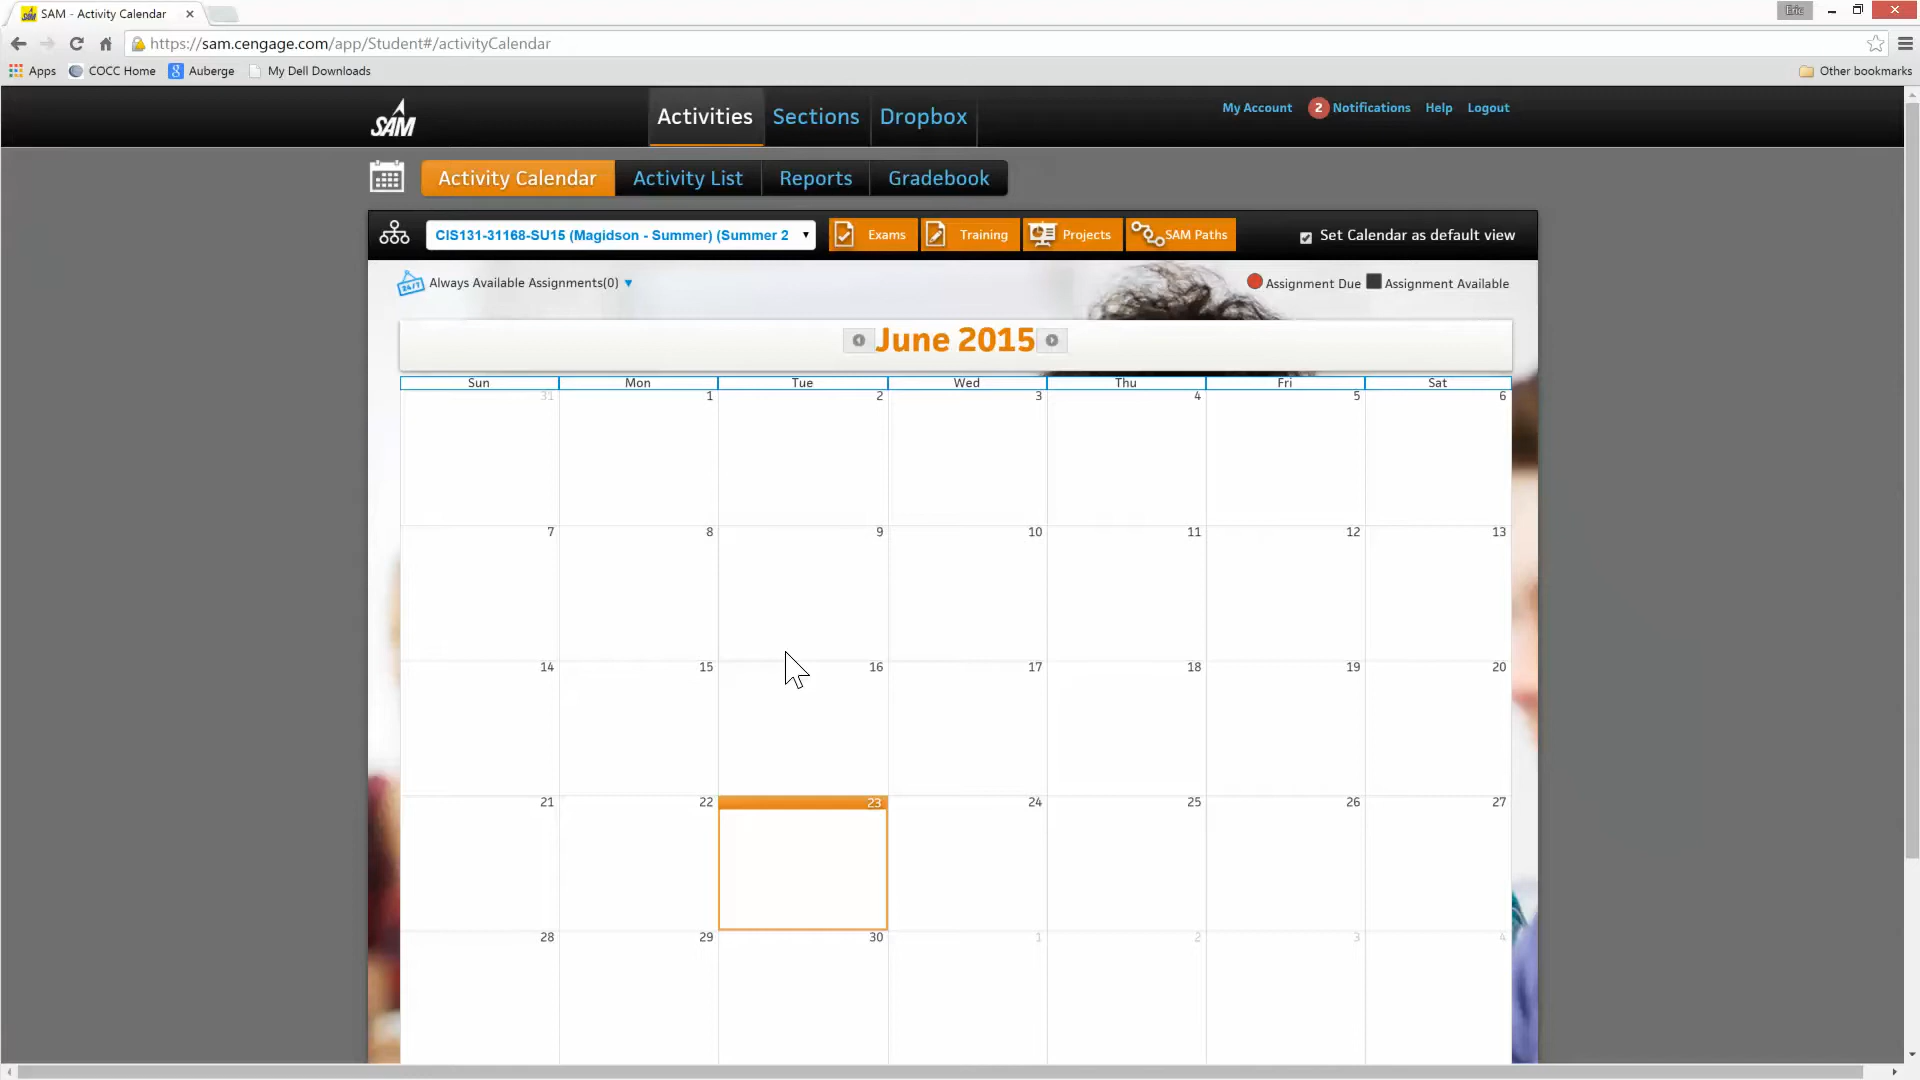 SAM - Activity Calendar
Eric
https://sam.cengage.com/app/Student#/activityCalendar
Apps COCC Home Auberge My Dell Downloads Other bookmarks
SAM Activities Sections Dropbox My Account 2 Notifications Help Logout
Activity Calendar Activity List Reports Gradebook
CIS131-31168-SU15 (Magidson - Summer) (Summer 2 Exams Training Projects SAM Paths Set Calendar as default view
24/7 Always Available Assignments(0) Assignment Due Assignment Available
June 2015
Sun Mon Tue Wed Thu Fri Sat
31 1 2 3 4 5 6
7 8 9 10 11 12 13
14 15 16 17 18 19 20
21 22 23 24 25 26 27
28 29 30 1 2 3 4